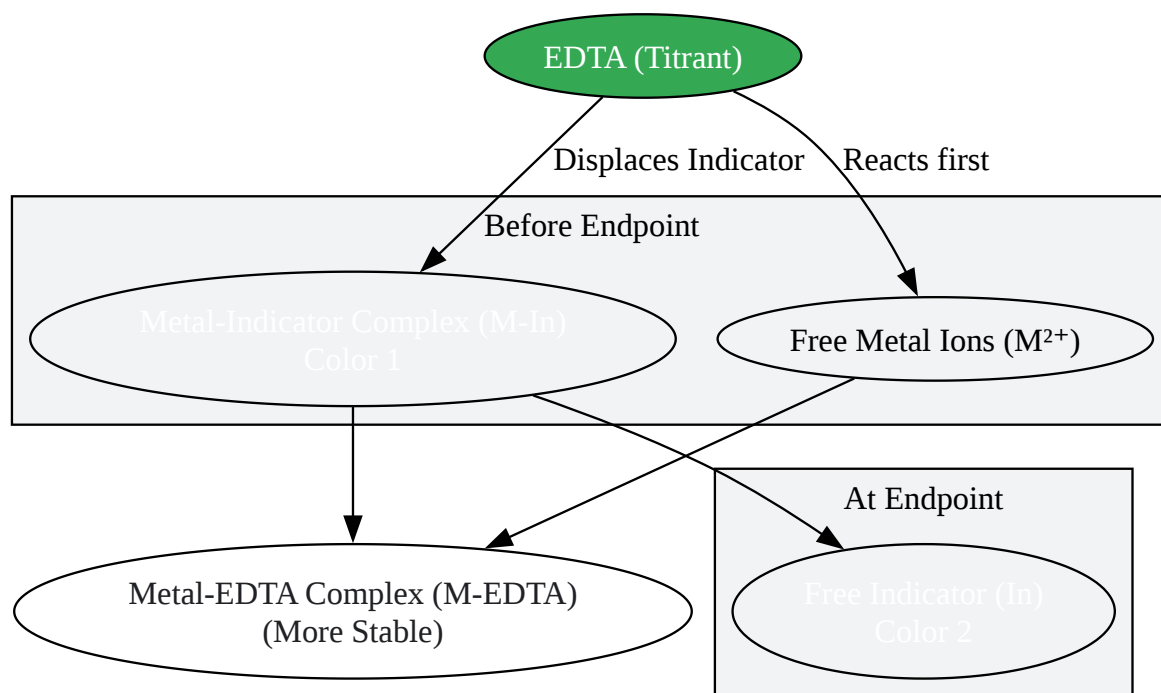 EDTA (Titrant)
Displaces Indicator
Reacts first
Before Endpoint
Metal-Indicator Complex (M-In)
Color 1
Free Metal Ions (M²⁺)
At Endpoint
Metal-EDTA Complex (M-EDTA)
(More Stable)
Free Indicator (In)
Color 2